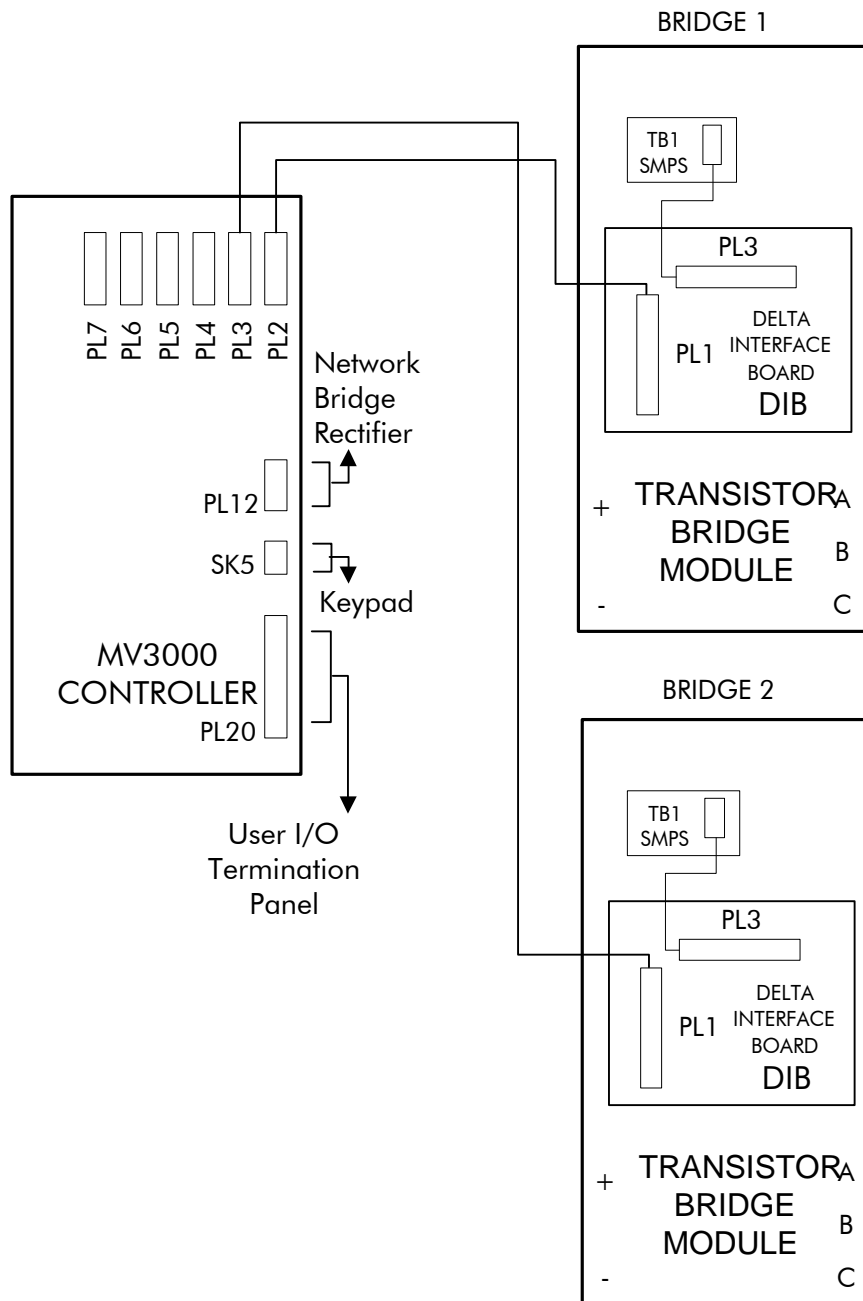 BRIDGE 1
TB1
SMPS
PL3
PL1
DELTA
INTERFACE
BOARD
DIB
+
TRANSISTOR
BRIDGE
MODULE
A
B
C
-
PL7
PL6
PL5
PL4
PL3
PL2
Network
Bridge
Rectifier
PL12
SK5
Keypad
MV3000
CONTROLLER
PL20
User I/O
Termination
Panel
BRIDGE 2
TB1
SMPS
PL3
PL1
DELTA
INTERFACE
BOARD
DIB
+
TRANSISTOR
BRIDGE
MODULE
A
B
C
-